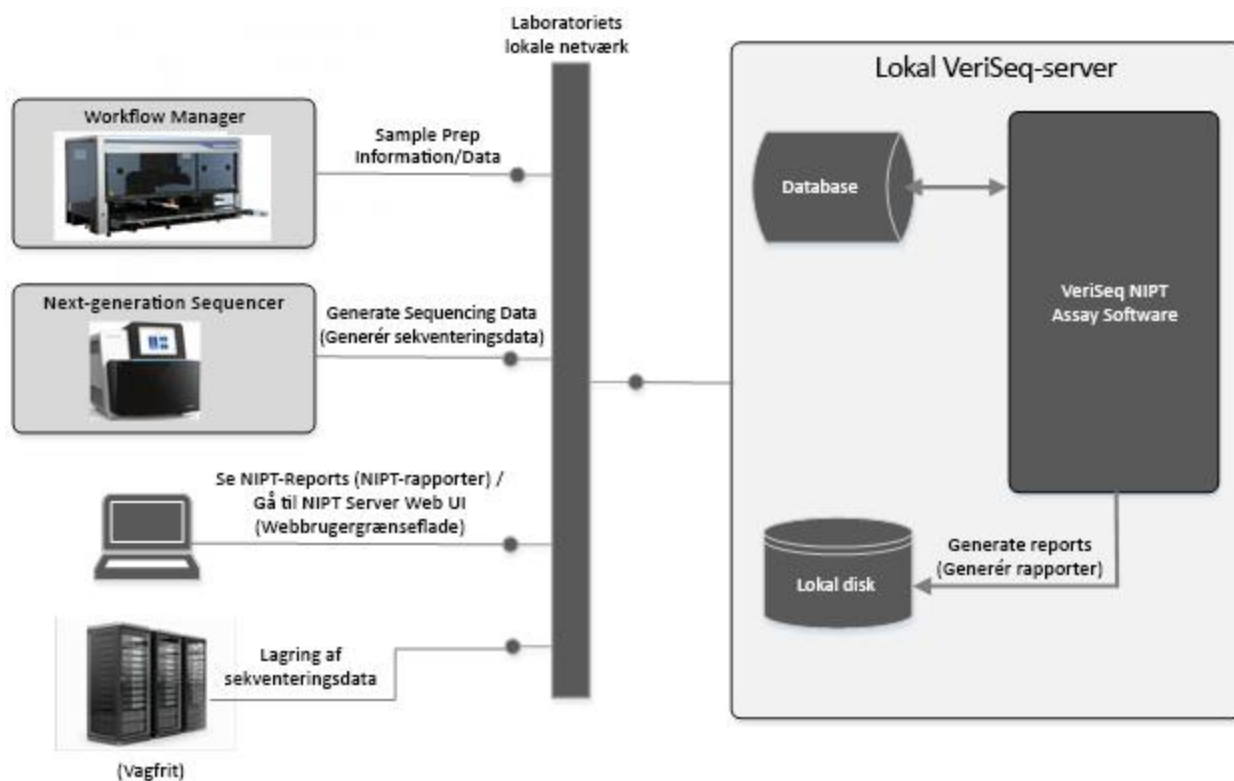 Laboratoriets
lokale netværk
Workflow Manager
Sample Prep
Information/Data
Next-generation Sequencer
Generate Sequencing Data
(Generér sekventeringsdata)
Se NIPT-Reports (NIPT-rapporter) /
Gå til NIPT Server Web UI
(Webbrugergrænseflade)
Lagring af
sekventeringsdata
(Vagfrit)
Lokal VeriSeq-server
Database
VeriSeq NIPT
Assay Software
Generate reports
(Generér rapporter)
Lokal disk